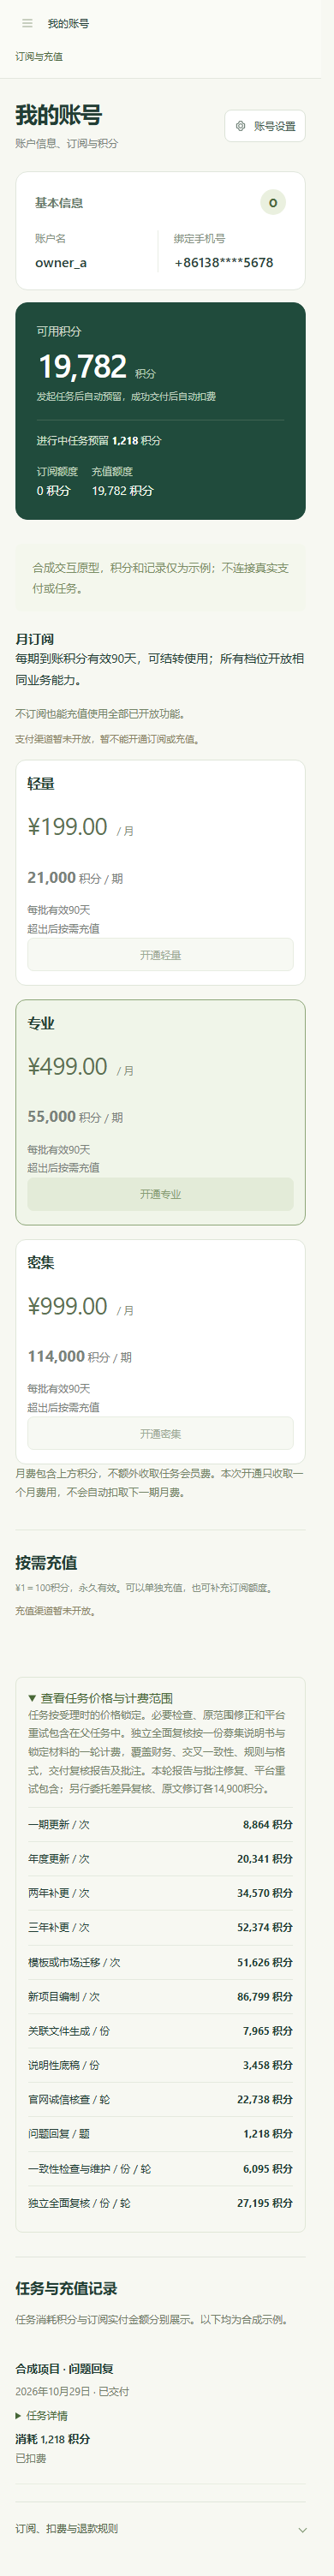 我的账号
订阅与充值
我的账号
账户信息、订阅与积分
账号设置
基本信息
O
账户名
绑定手机号
owner_a
+86138****5678
可用积分
19,782 积分
发起任务后自动预留，成功交付后自动扣费
进行中任务预留 1,218 积分
订阅额度 充值额度
0 积分 19,782 积分
合成交互原型，积分和记录仅为示例；不连接真实支
付或任务。
月订阅
每期到账积分有效90天，可结转使用；所有档位开放相
同业务能力。
不订阅也能充值使用全部已开放功能。
支付渠道暂未开放，暂不能开通订阅或充值。
轻量
¥199.00 / 月
21,000 积分 / 期
每批有效90天
超出后按需充值
开通轻量
专业
¥499.00 / 月
55,000 积分 / 期
每批有效90天
超出后按需充值
开通专业
密集
¥999.00 / 月
114,000 积分 / 期
每批有效90天
超出后按需充值
开通密集
月费包含上方积分，不额外收取任务会员费。本次开通只收取一
个月费用，不会自动扣取下一期月费。
按需充值
¥1＝100积分，永久有效。可以单独充值，也可补充订阅额度。
充值渠道暂未开放。
▼ 查看任务价格与计费范围
任务按受理时的价格锁定。必要检查、原范围修正和平台
重试包含在父任务中。独立全面复核按一份募集说明书与
锁定材料的一轮计费，覆盖财务、交叉一致性、规则与格
式，交付复核报告及批注。本轮报告与批注修复、平台重
试包含；另行委托差异复核、原文修订各14,900积分。
一期更新 / 次 8,864 积分
年度更新 / 次 20,341 积分
两年补更 / 次 34,570 积分
三年补更 / 次 52,374 积分
模板或市场迁移 / 次 51,626 积分
新项目编制 / 次 86,799 积分
关联文件生成 / 份 7,965 积分
说明性底稿 / 份 3,458 积分
官网诚信核查 / 轮 22,738 积分
问题回复 / 题 1,218 积分
一致性检查与维护 / 份 / 轮 6,095 积分
独立全面复核 / 份 / 轮 27,195 积分
任务与充值记录
任务消耗积分与订阅实付金额分别展示。以下均为合成示例。
合成项目 · 问题回复
2026年10月29日 · 已交付
▶ 任务详情
消耗 1,218 积分
已扣费
订阅、扣费与退款规则